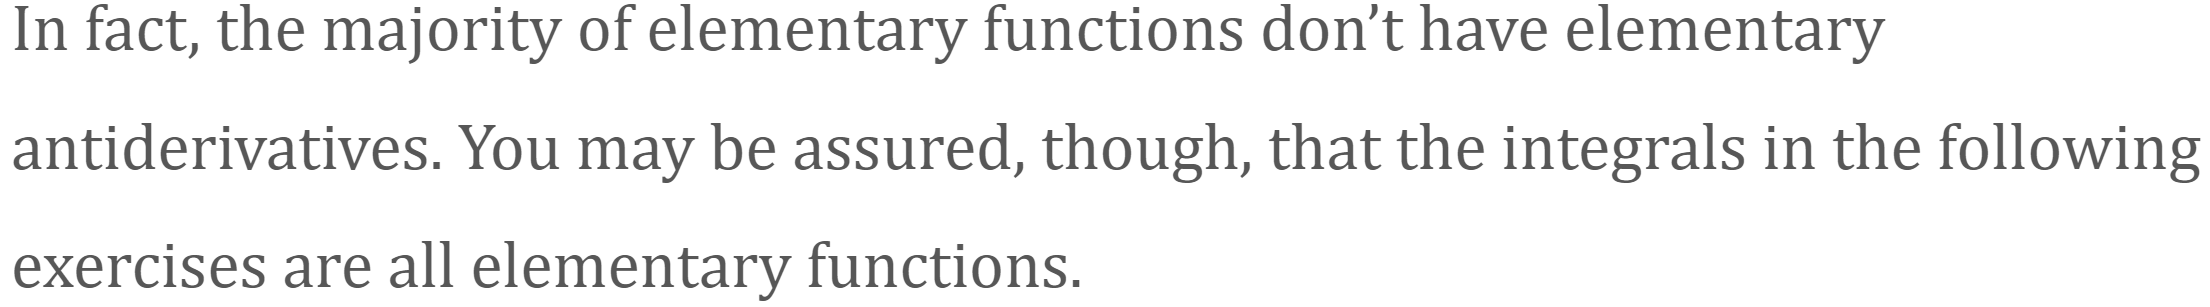 In fact, the majority of elementary functions don’t have elementary
antiderivatives. You may be assured, though, that the integrals in the following
exercises are all elementary functions.